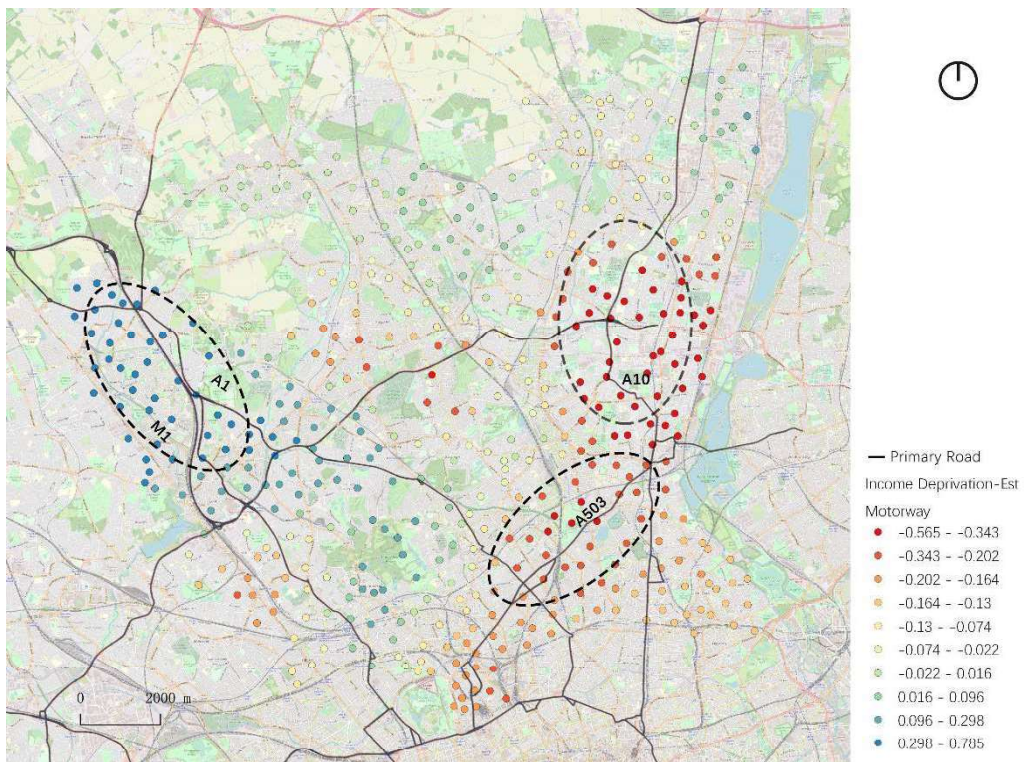 A1
M1
A10
A503
0 2000 m
Primary Road
Income Deprivation-Est
Motorway
-0.565 - -0.343
-0.343 - -0.202
-0.202 - -0.164
-0.164 - -0.13
-0.13 - -0.074
-0.074 - -0.022
-0.022 - 0.016
0.016 - 0.096
0.096 - 0.298
0.298 - 0.785